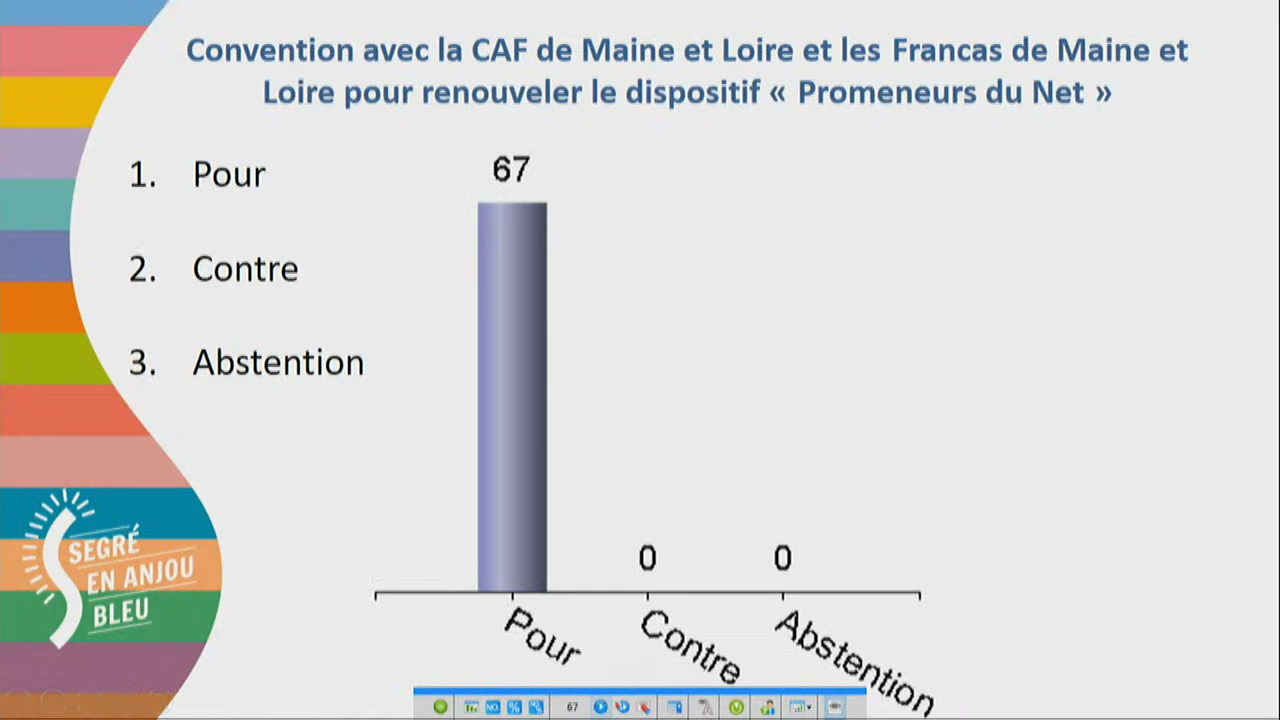 Convention avec la CAF de Maine et Loire et les Francas de Maine et
Loire pour renouveler le dispositif « Promeneurs du Net »
1. Pour
2. Contre
3. Abstention
67
0
0
Pour
Contre
Abstention
SEGRÉ
EN ANJOU
BLEU
NO.
%
67